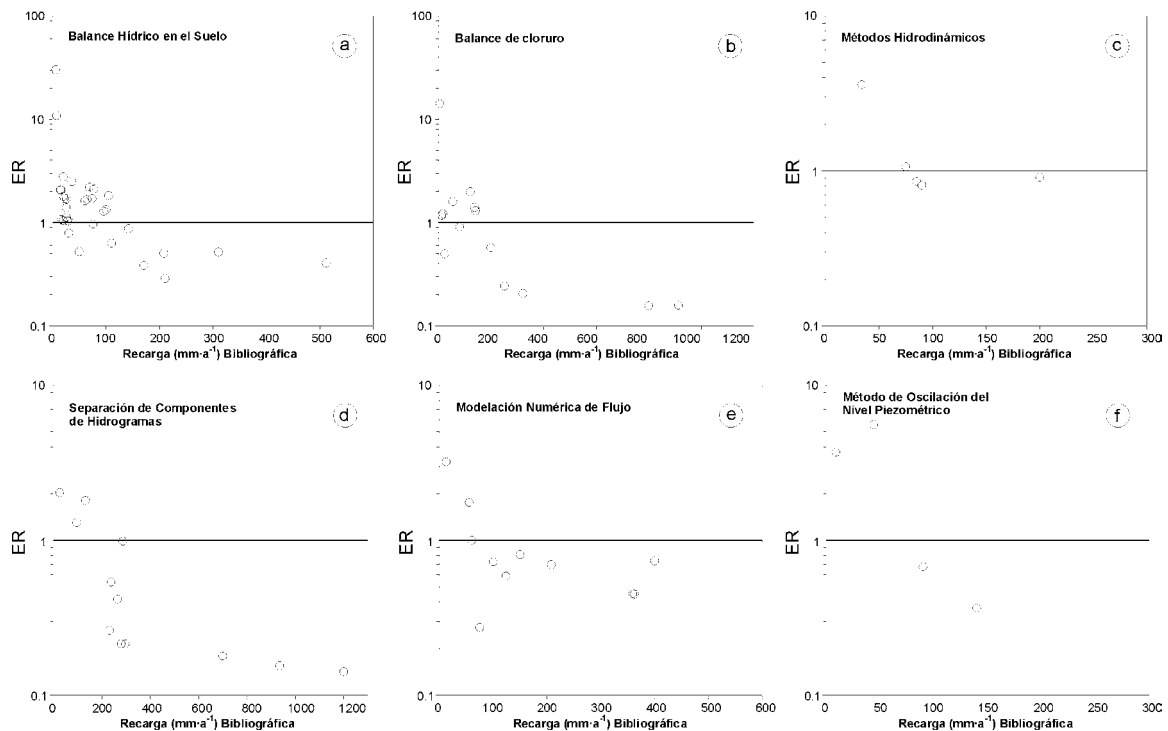 100
10
1
0.1
ER
Balance Hídrico en el Suelo
a
0 100 200 300 400 500 600
Recarga (mm·a⁻¹) Bibliográfica
100
10
1
0.1
ER
Balance de cloruro
b
0 200 400 600 800 1000 1200
Recarga (mm·a⁻¹) Bibliográfica
10
1
0.1
Métodos Hidrodinámicos
c
0 50 100 150 200 250 300
Recarga (mm·a⁻¹) Bibliográfica
10
1
0.1
ER
Separación de Componentes
de Hidrogramas
d
0 200 400 600 800 1000 1200
Recarga (mm·a⁻¹) Bibliográfica
10
1
0.1
ER
Modelación Numérica de Flujo
e
0 100 200 300 400 500 600
Recarga (mm·a⁻¹) Bibliográfica
10
1
0.1
ER
Método de Oscilación del
Nivel Piezométrico
f
0 50 100 150 200 250 300
Recarga (mm·a⁻¹) Bibliográfica